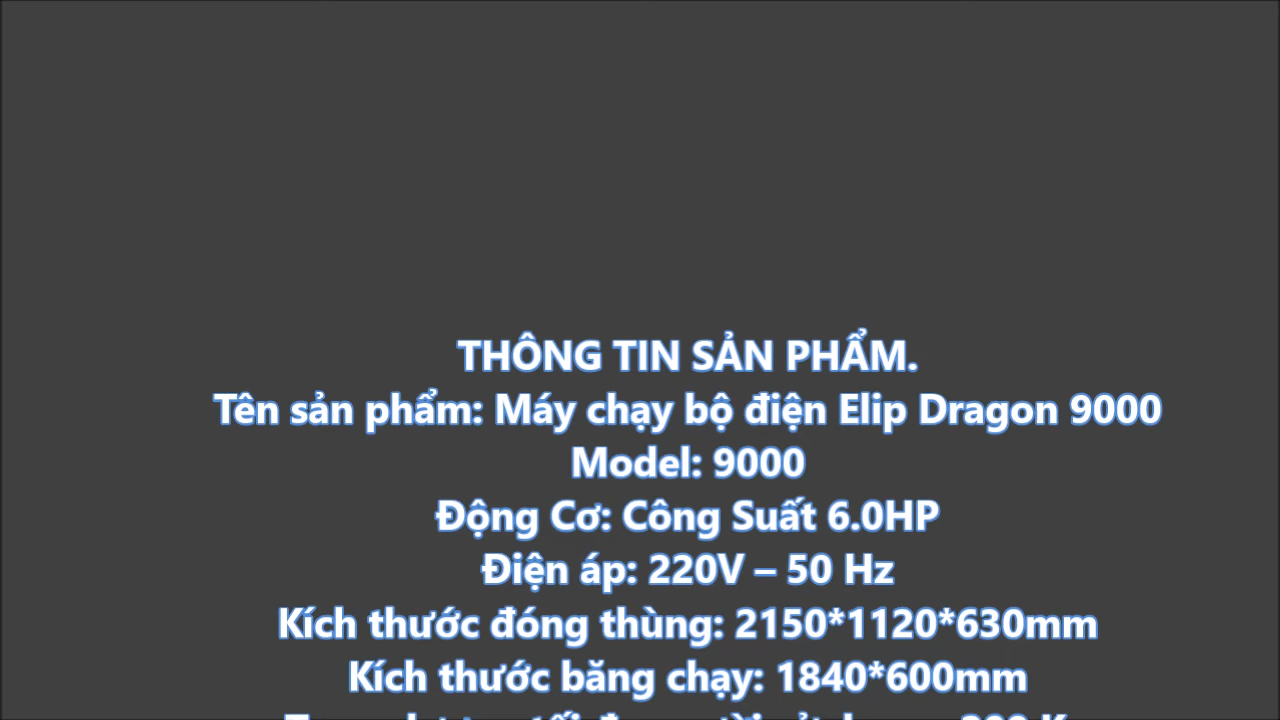 THÔNG TIN SẢN PHẨM.
Tên sản phẩm: Máy chạy bộ điện Elip Dragon 9000
Model: 9000
Động Cơ: Công Suất 6.0HP
Điện áp: 220V – 50 Hz
Kích thước đóng thùng: 2150*1120*630mm
Kích thước băng chạy: 1840*600mm